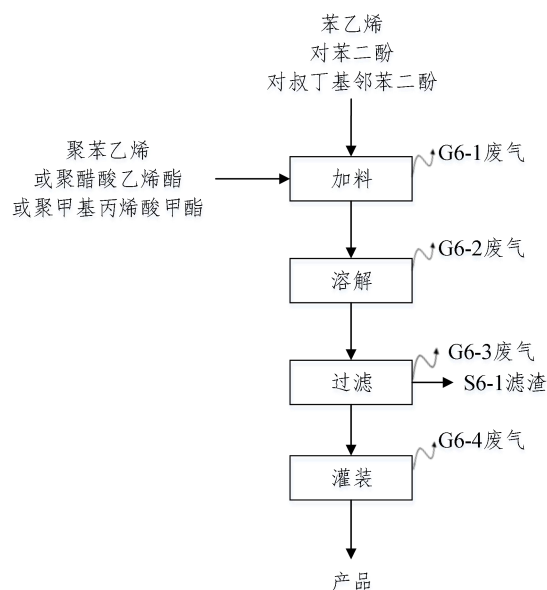 苯乙烯
对苯二酚
对叔丁基邻苯二酚
聚苯乙烯
或聚醋酸乙烯酯
或聚甲基丙烯酸甲酯
加料
G6-1废气
溶解
G6-2废气
过滤
G6-3废气
S6-1滤渣
灌装
G6-4废气
产品